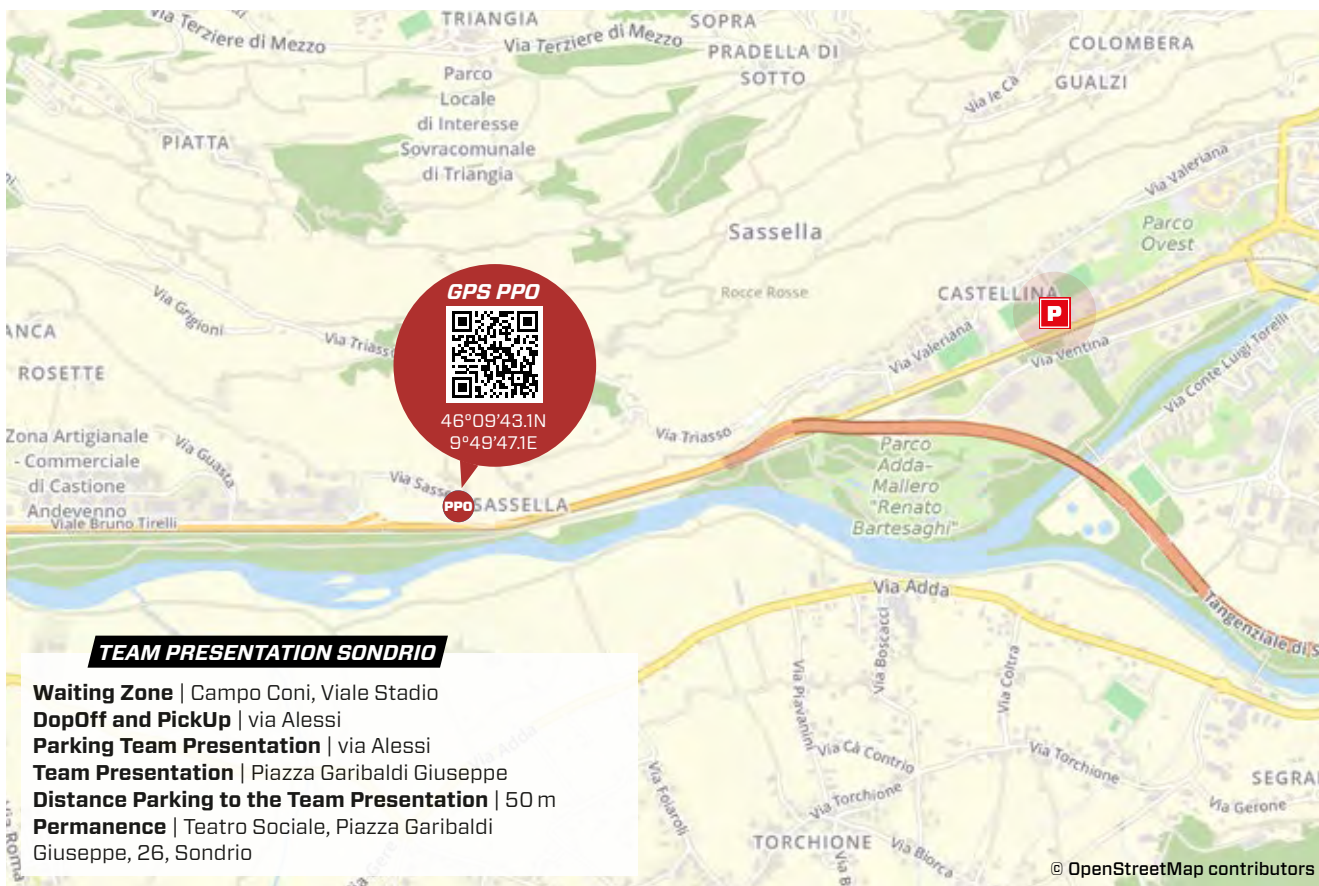 Via Terziere di Mezzo
TRIANGIA
Via Terziere di Mezzo
SOPRA
PRADELLA DI
SOTTO
COLOMBERA
GUALZI
Via le Cà
Parco
Locale
di Interesse
Sovracomunale
di Triangia
PIATTA
Via Valeriana
Parco
Ovest
Sassella
Rocce Rosse
CASTELLINA
P
Via Grigioni
Via Triasso
GPS PPO
46°09'43.1N
9°49'47.1E
Via Valeriana
Via Ventina
Via Conte Luigi Torelli
ANCA
ROSETTE
Zona Artigianale
- Commerciale
di Castione
Andevenno
Via Guasta
Viale Bruno Tirelli
Via Sasse
PPO
SASSELLA
Via Triasso
Parco
Adda-
Mallero
"Renato
Bartesaghi"
Via Adda
Tangenziale di S
Via Boscacci
Via Piavanini
Via Coltra
Via Cà Contrio
Via Torchione
Via Torchione
SEGRA
Via Gerone
Via Foiaroli
TORCHIONE
Via Biorca
Via B
TEAM PRESENTATION SONDRIO
Waiting Zone | Campo Coni, Viale Stadio
DopOff and PickUp | via Alessi
Parking Team Presentation | via Alessi
Team Presentation | Piazza Garibaldi Giuseppe
Distance Parking to the Team Presentation | 50 m
Permanence | Teatro Sociale, Piazza Garibaldi
Giuseppe, 26, Sondrio
Via Adda
Via Roma
© OpenStreetMap contributors